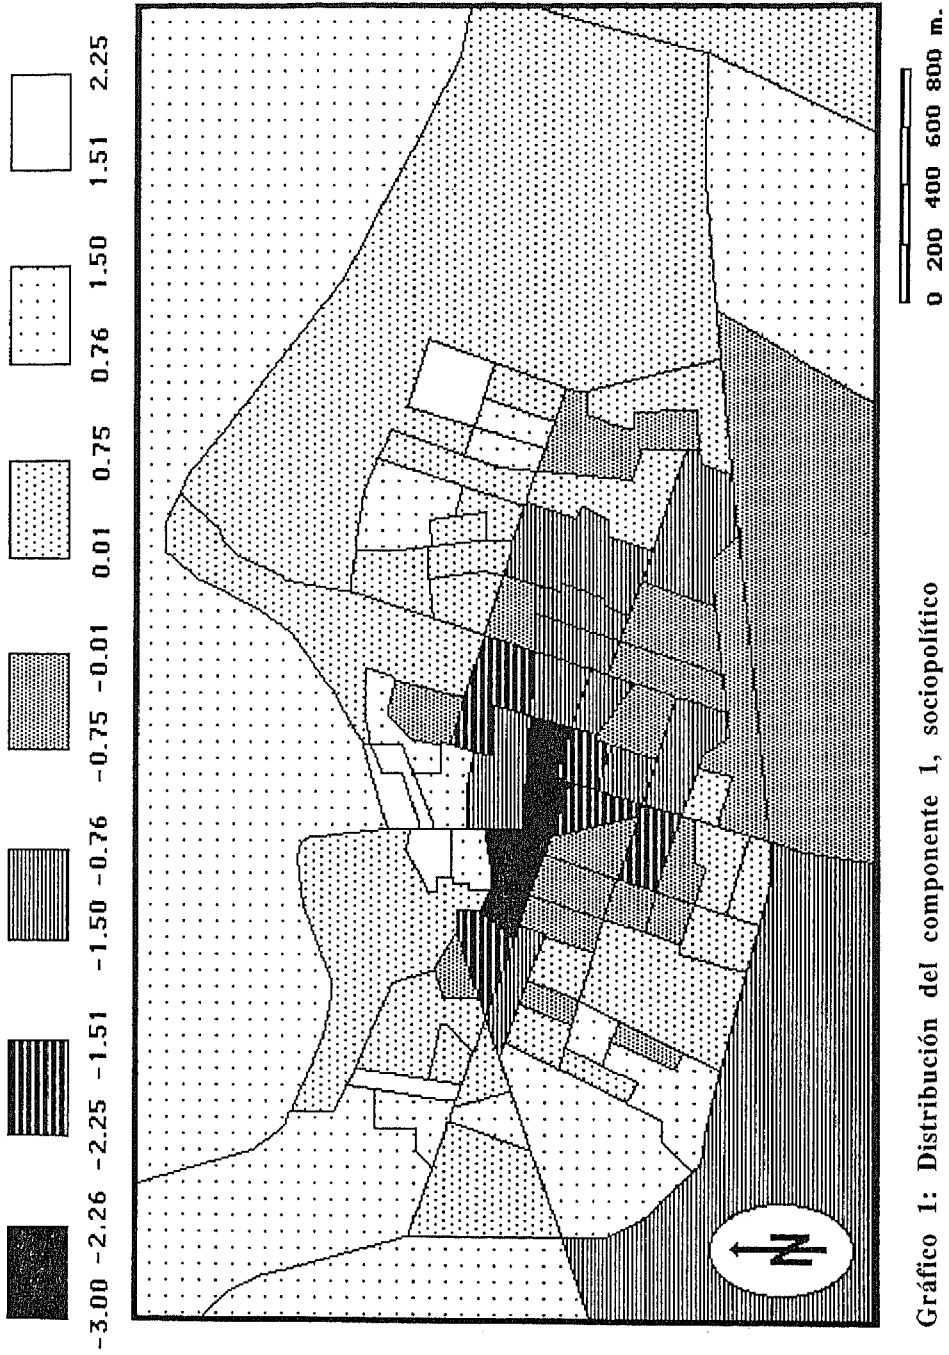 -3.00 -2.26 -2.25 -1.51 -1.50 -0.76 -0.75 -0.01 0.01 0.75 0.76 1.50 1.51 2.25
N
0 200 400 600 800 m.
Gráfico 1: Distribución del componente 1, sociopolítico